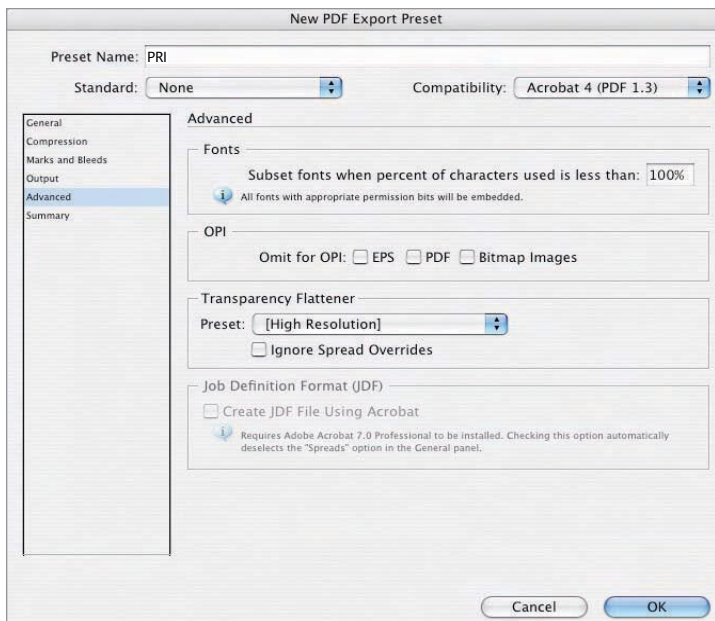 New PDF Export Preset
Preset Name: PRI
Standard: None Compatibility: Acrobat 4 (PDF 1.3)
General
Compression
Marks and Bleeds
Output
Advanced
Summary
Advanced
Fonts
Subset fonts when percent of characters used is less than: 100%
All fonts with appropriate permission bits will be embedded.
OPI
Omit for OPI: EPS PDF Bitmap Images
Transparency Flattener
Preset: [High Resolution]
Ignore Spread Overrides
Job Definition Format (JDF)
Create JDF File Using Acrobat
Requires Adobe Acrobat 7.0 Professional to be installed. Checking this option automatically
deselects the "Spreads" option in the General panel.
Cancel OK